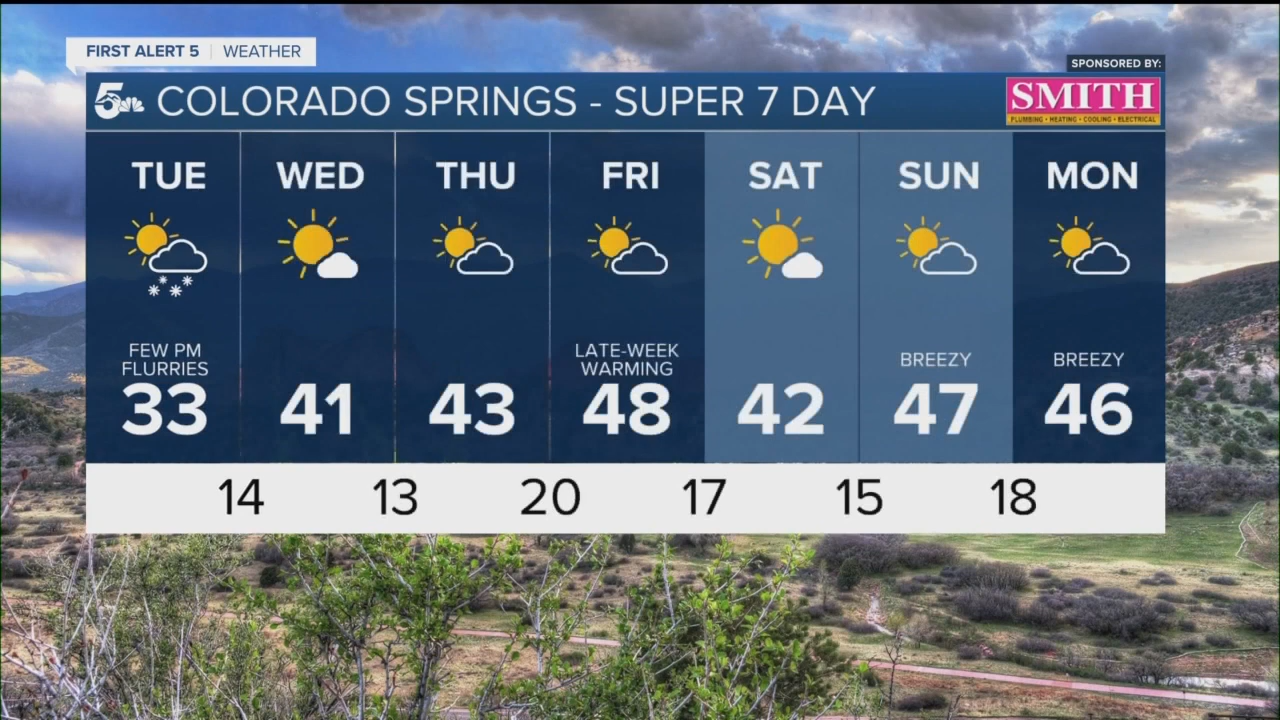 FIRST ALERT 5 | WEATHER
SPONSORED BY:
5 COLORADO SPRINGS - SUPER 7 DAY
SMITH
PLUMBING • HEATING • COOLING • ELECTRICAL
TUE WED THU FRI SAT SUN MON
FEW PM
FLURRIES
LATE-WEEK
WARMING
BREEZY
BREEZY
33 41 43 48 42 47 46
14 13 20 17 15 18